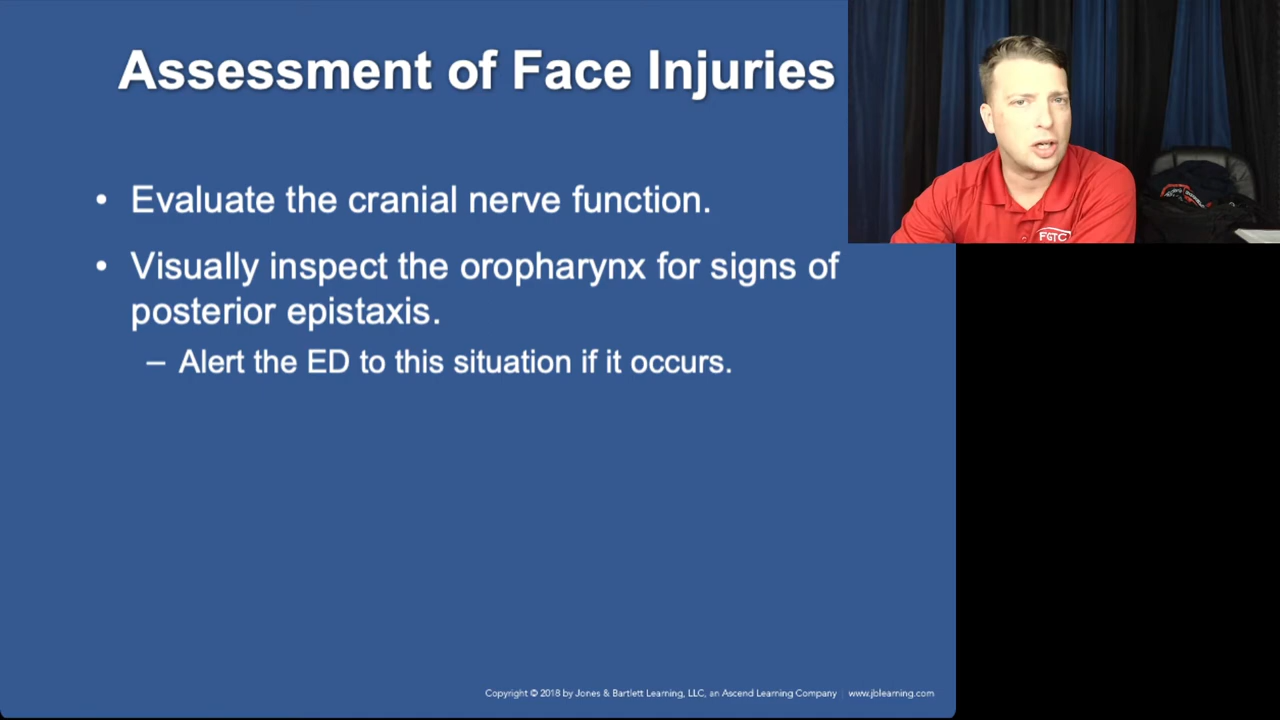 Assessment of Face Injuries
• Evaluate the cranial nerve function.
• Visually inspect the oropharynx for signs of
posterior epistaxis.
– Alert the ED to this situation if it occurs.
FGTC
Copyright © 2018 by Jones & Bartlett Learning, LLC, an Ascend Learning Company | www.jblearning.com